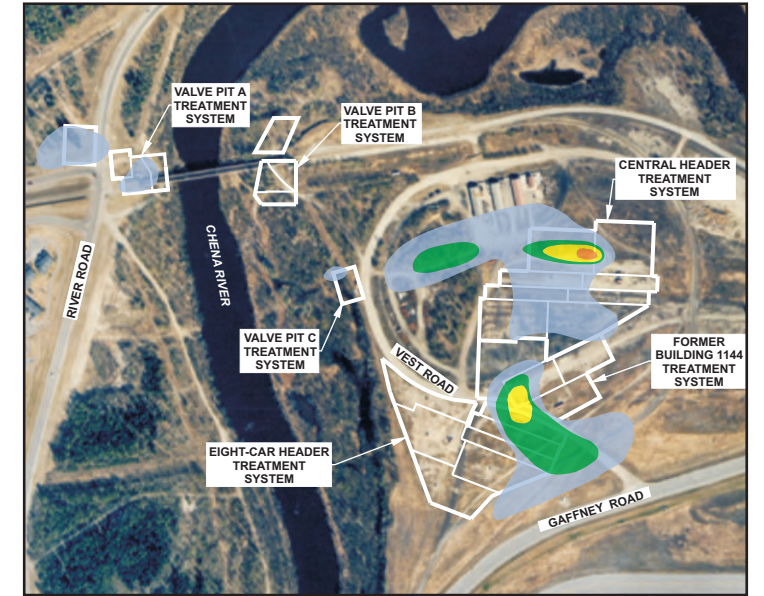 VALVE PIT A
TREATMENT
SYSTEM
VALVE PIT B
TREATMENT
SYSTEM
CENTRAL HEADER
TREATMENT
SYSTEM
RIVER ROAD
CHENA RIVER
VALVE PIT C
TREATMENT
SYSTEM
VEST ROAD
FORMER
BUILDING 1144
TREATMENT
SYSTEM
EIGHT-CAR HEADER
TREATMENT
SYSTEM
GAFFNEY ROAD